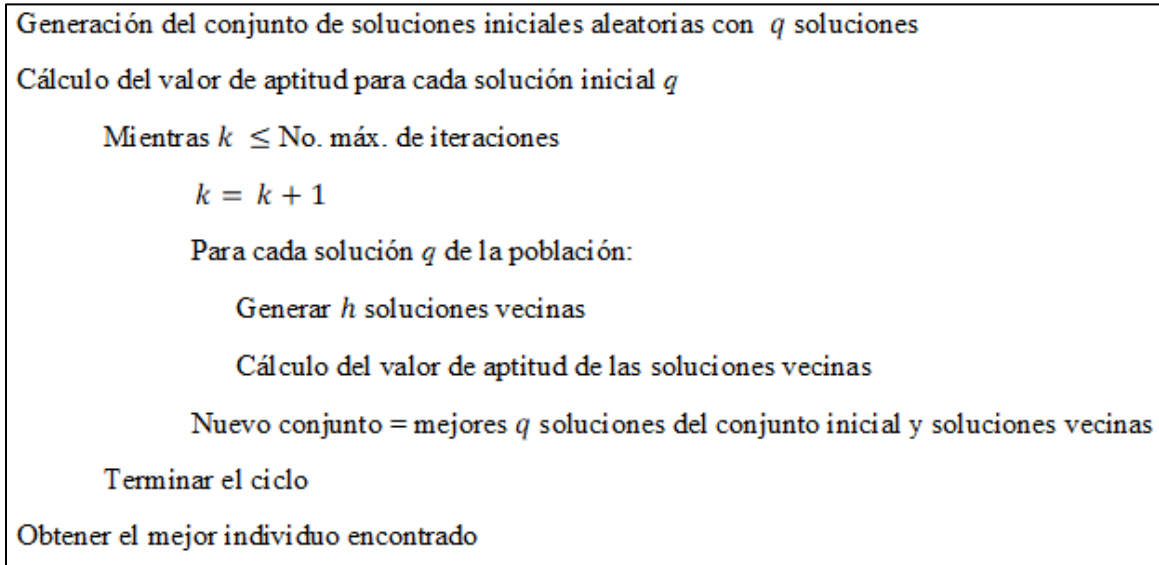 Generación del conjunto de soluciones iniciales aleatorias con q soluciones
Cálculo del valor de aptitud para cada solución inicial q
Mientras k ≤ No. máx. de iteraciones
k = k + 1
Para cada solución q de la población:
Generar h soluciones vecinas
Cálculo del valor de aptitud de las soluciones vecinas
Nuevo conjunto = mejores q soluciones del conjunto inicial y soluciones vecinas
Terminar el ciclo
Obtener el mejor individuo encontrado